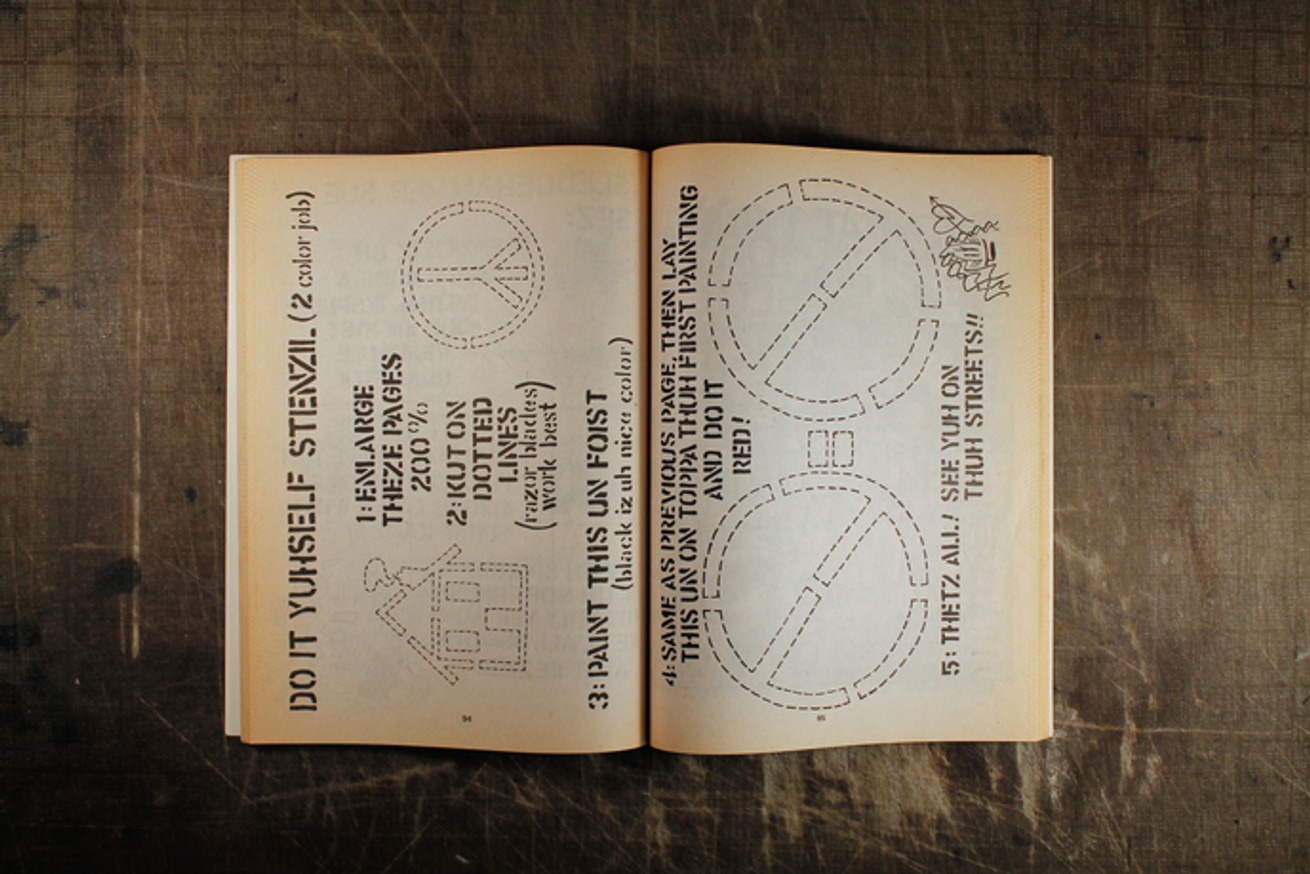 DO IT YUHSELF STENZIL (2 color job)
1: ENLARGE
THEZE PAGES
200%
2: KUT ON
DOTTED
LINES
(razor blades
work best)
3: PAINT THIS UN FOIST
(black iz uh nice color)
94
4: SAME AS PREVIOUS PAGE, THEN LAY
THIS UN ON TOPPA THUH FIRST PAINTING
AND DO IT
RED!
5: THETZ ALL! SEE YUH ON
THUH STREETS!!